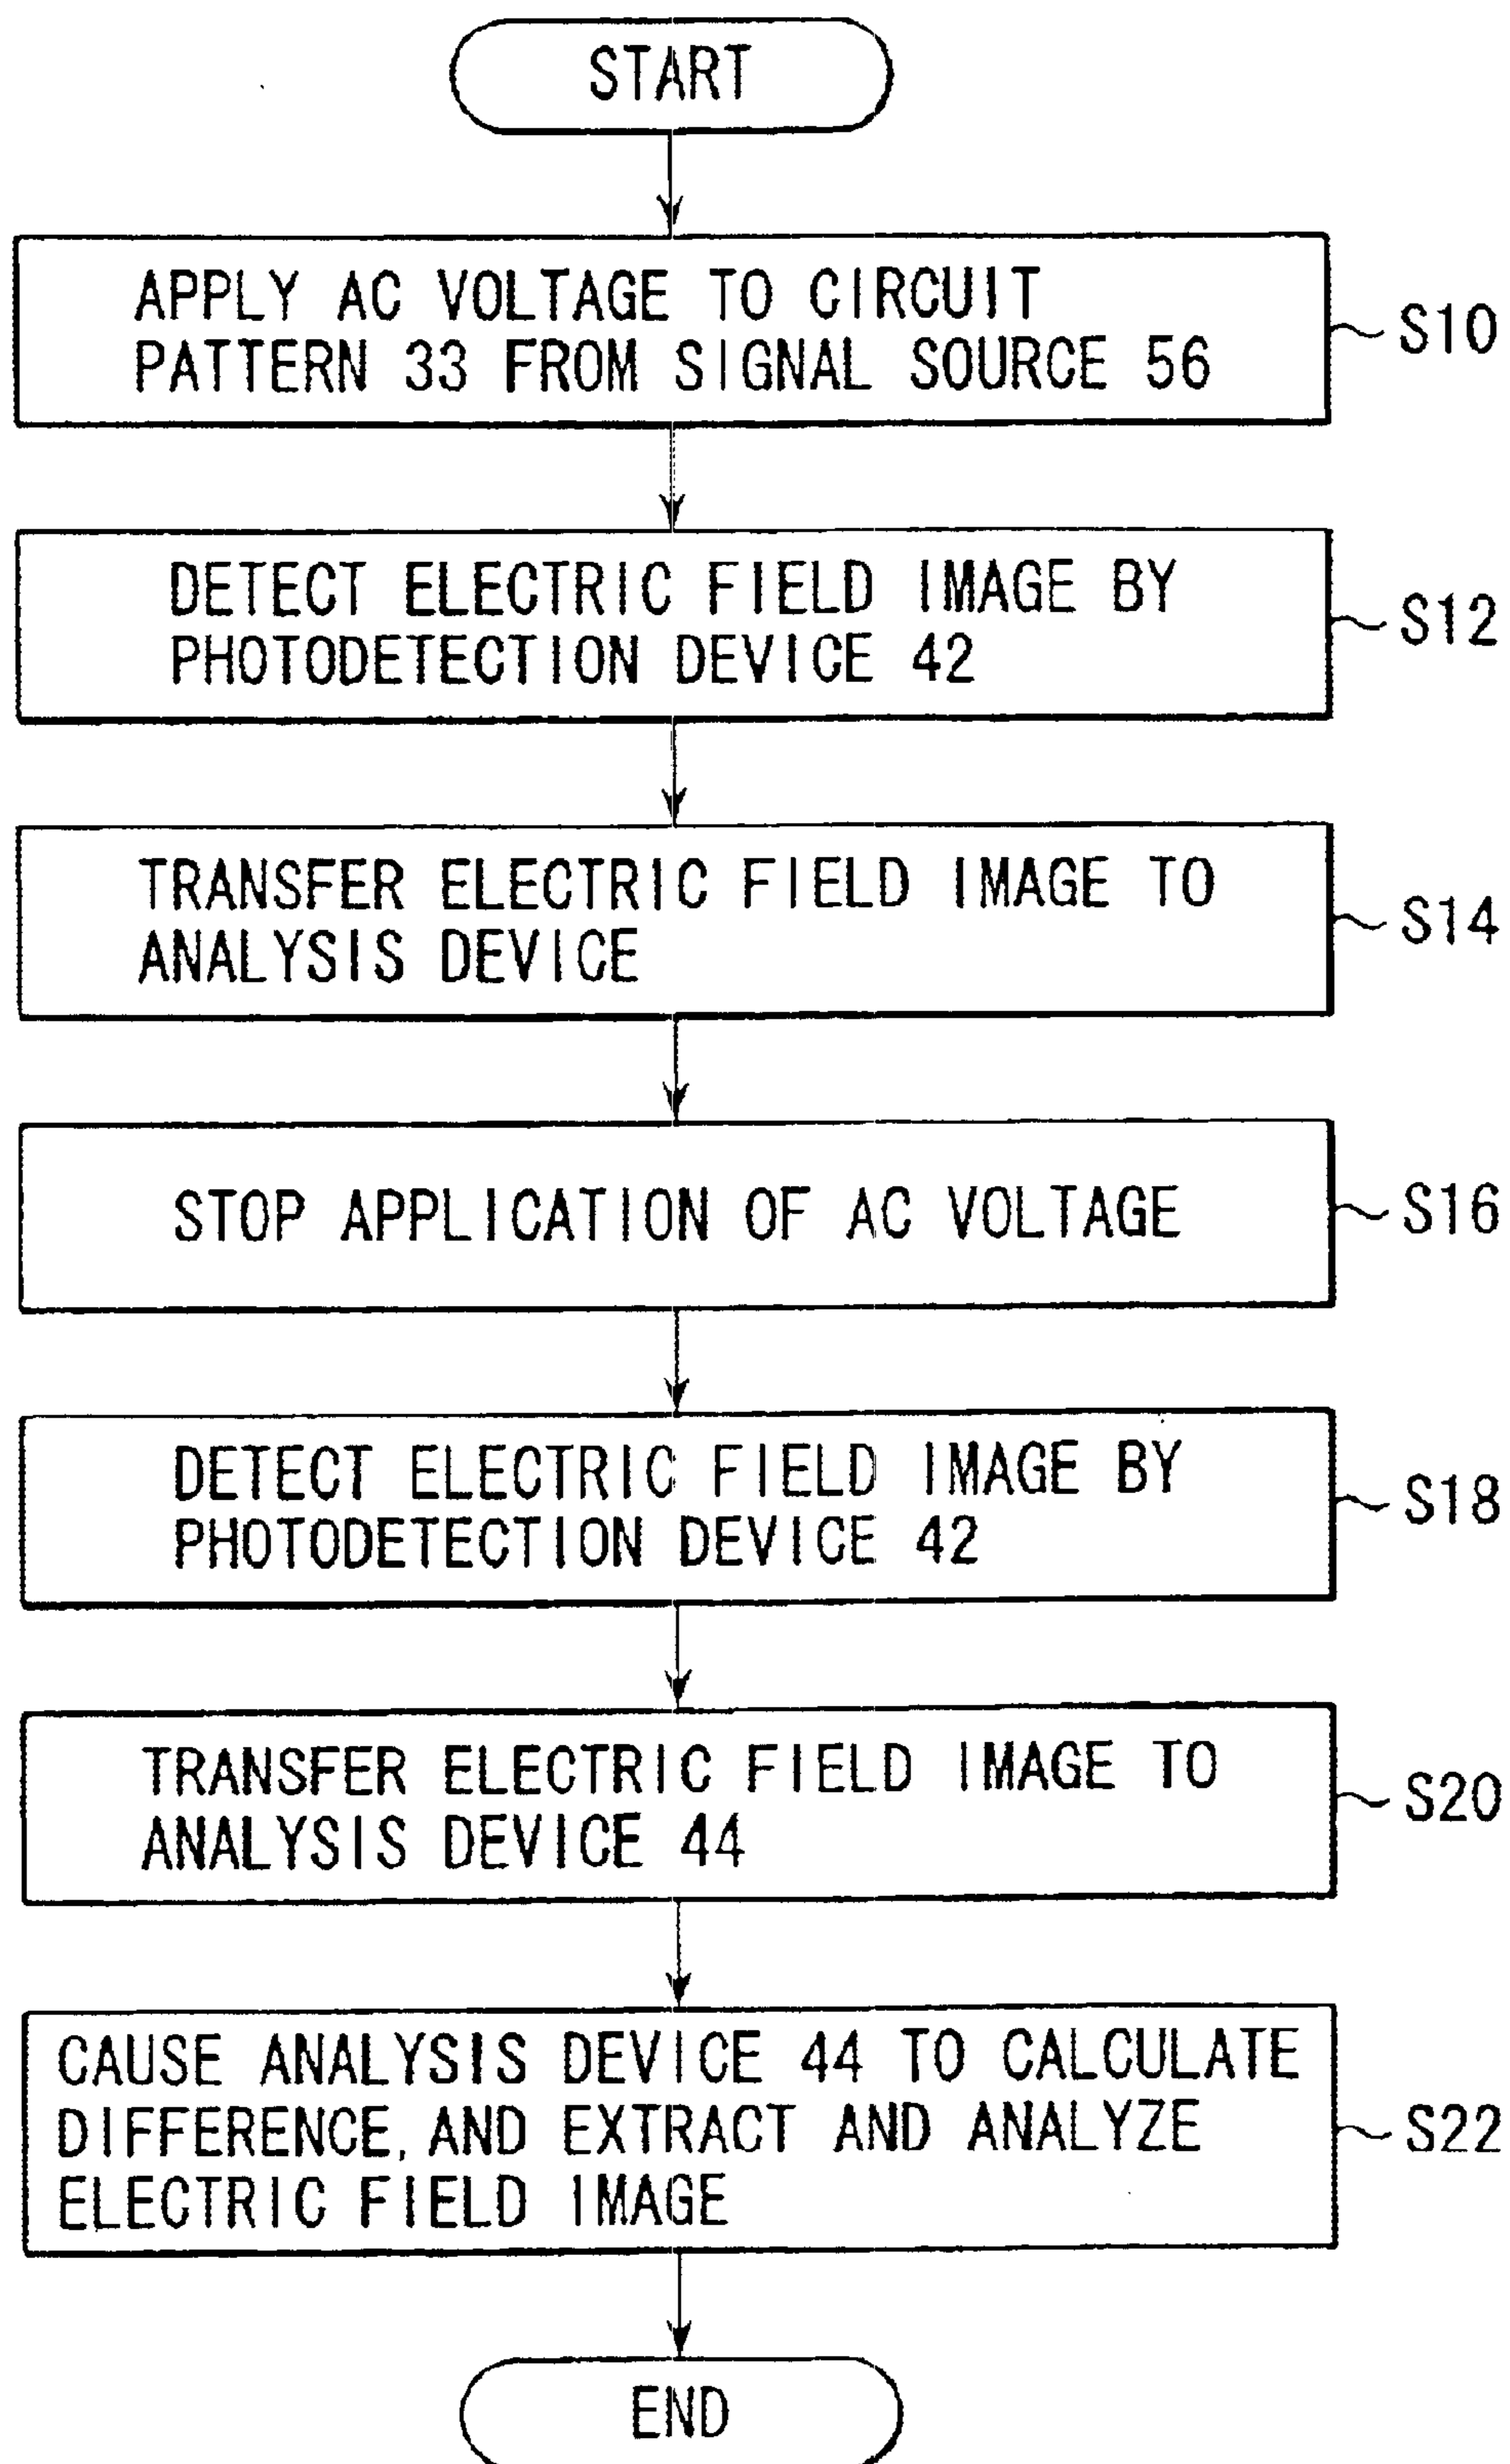 START
APPLY AC VOLTAGE TO CIRCUIT
PATTERN 33 FROM SIGNAL SOURCE 56
S10
DETECT ELECTRIC FIELD IMAGE BY
PHOTODETECTION DEVICE 42
S12
TRANSFER ELECTRIC FIELD IMAGE TO
ANALYSIS DEVICE
S14
STOP APPLICATION OF AC VOLTAGE
S16
DETECT ELECTRIC FIELD IMAGE BY
PHOTODETECTION DEVICE 42
S18
TRANSFER ELECTRIC FIELD IMAGE TO
ANALYSIS DEVICE 44
S20
CAUSE ANALYSIS DEVICE 44 TO CALCULATE
DIFFERENCE, AND EXTRACT AND ANALYZE
ELECTRIC FIELD IMAGE
S22
END